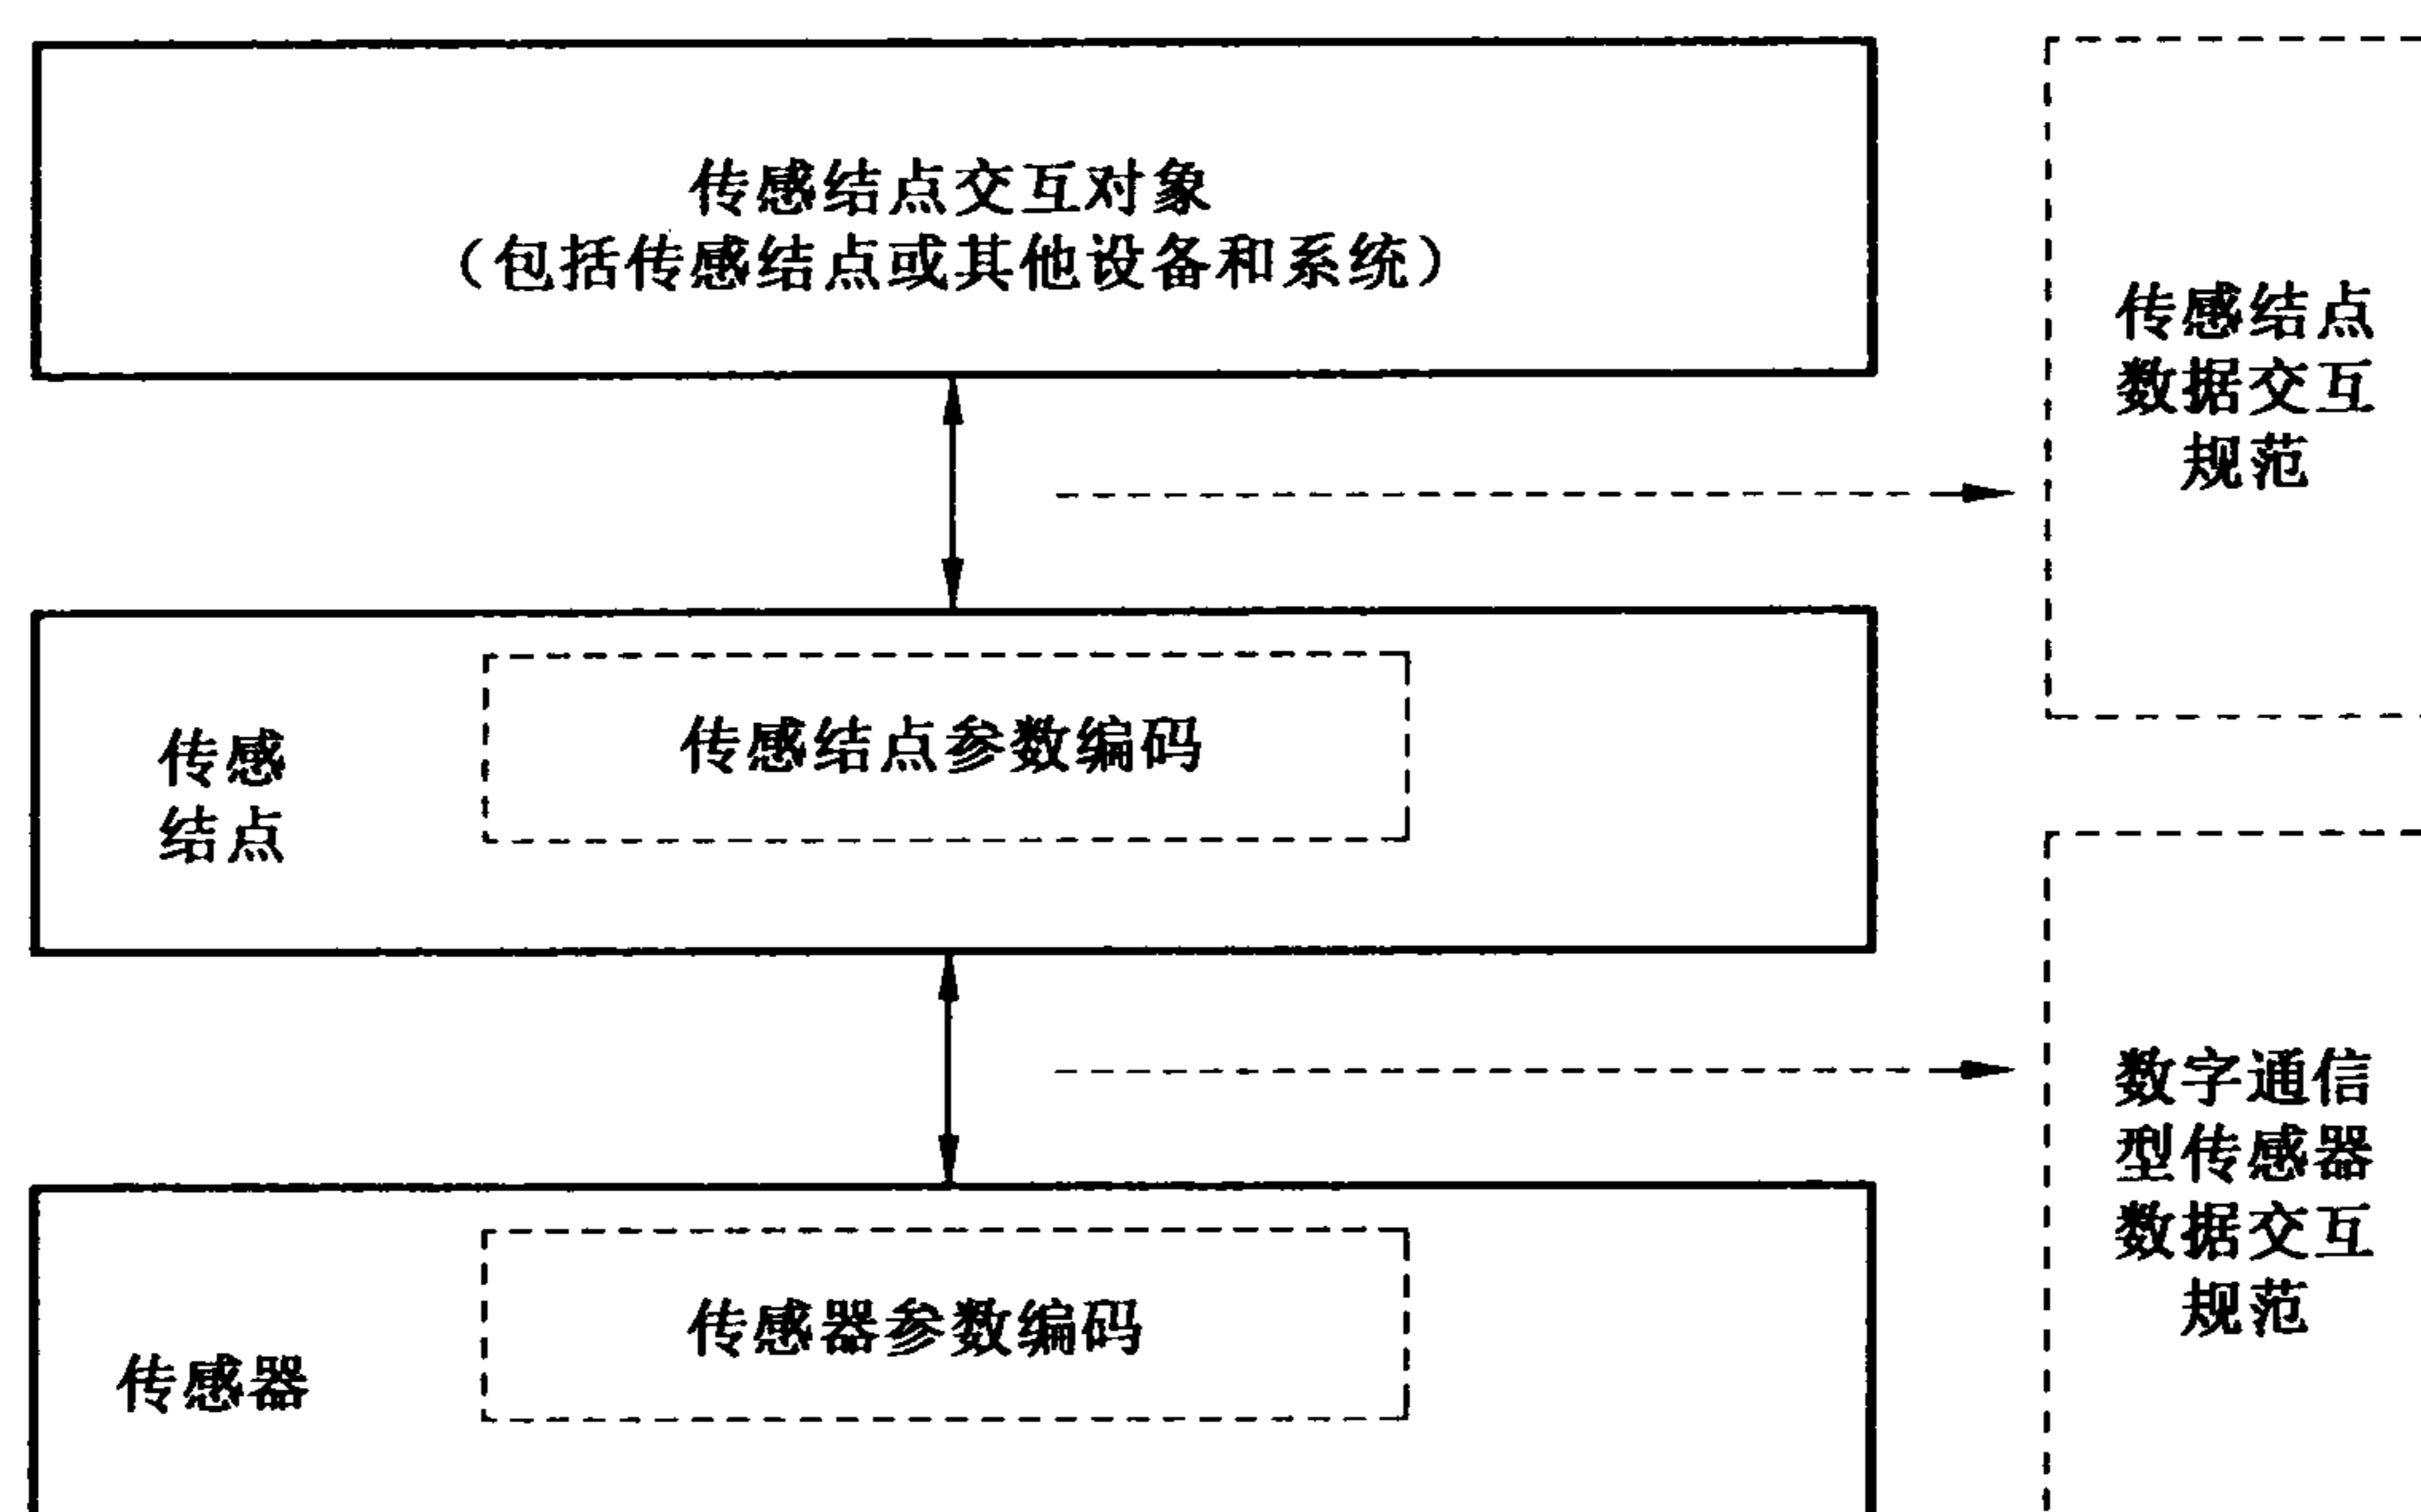 传感结点交互对象
（包括传感结点或其他设备和系统）
传感结点
数据交互
规范
传感
结点
传感结点参数编码
数字通信
型传感器
数据交互
规范
传感器
传感器参数编码